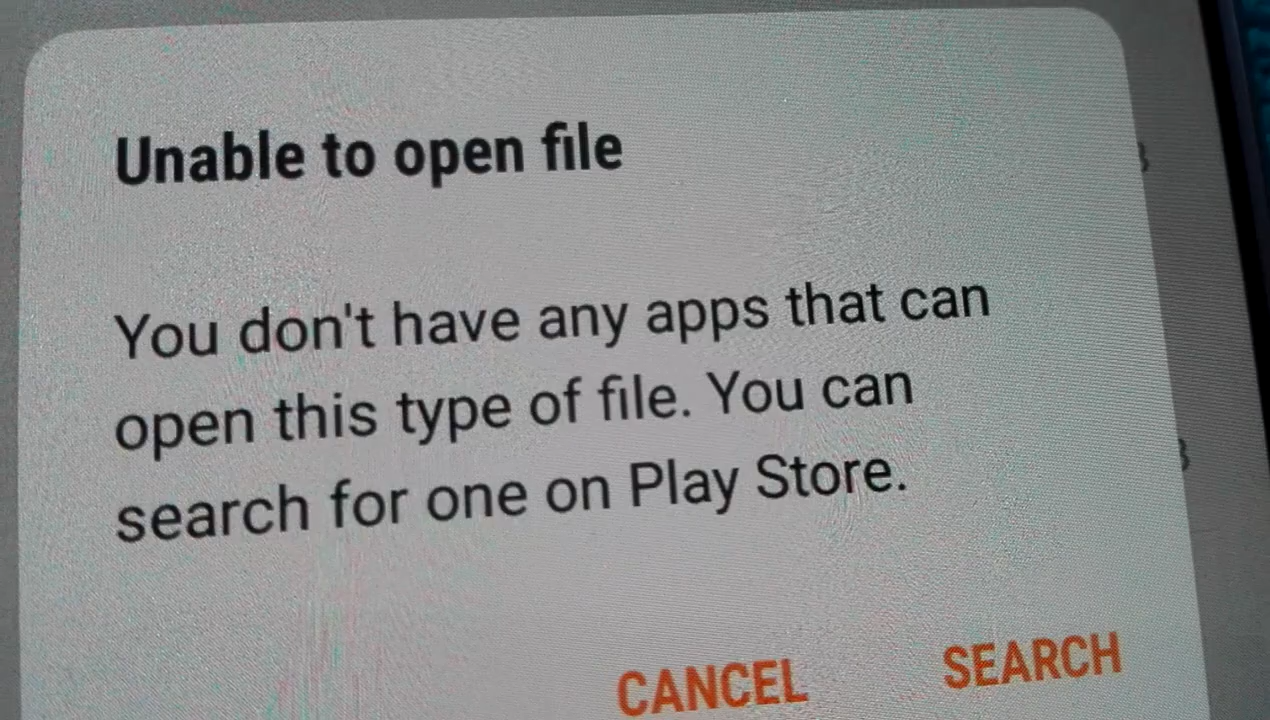 Unable to open file
You don't have any apps that can
open this type of file. You can
search for one on Play Store.
CANCEL
SEARCH